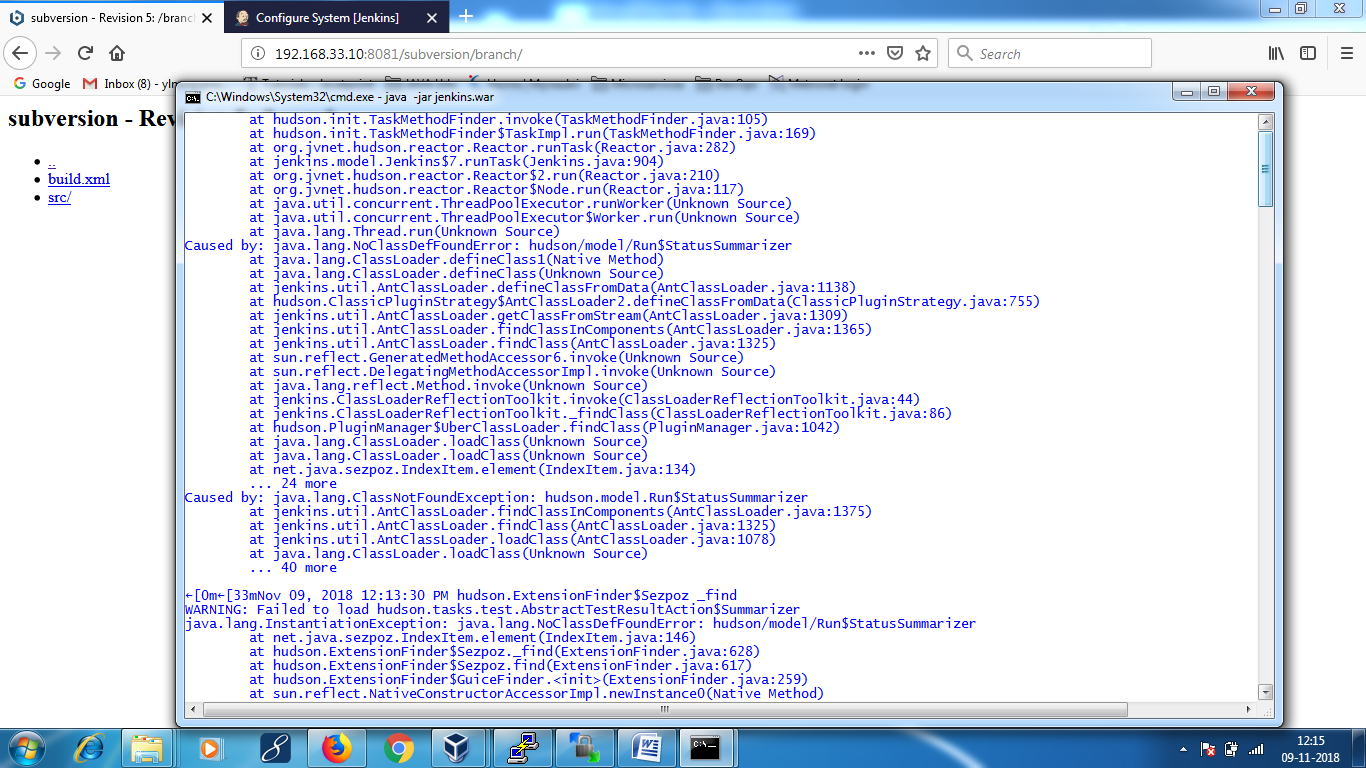 subversion - Revision 5: /branc
Configure System [Jenkins]
192.168.33.10:8081/subversion/branch/
Search
Google
Inbox (8) - ylm
subversion - Rev
..
build.xml
src/
C:\Windows\System32\cmd.exe - java -jar jenkins.war
at hudson.init.TaskMethodFinder.invoke(TaskMethodFinder.java:105)
at hudson.init.TaskMethodFinder$TaskImpl.run(TaskMethodFinder.java:169)
at org.jvnet.hudson.reactor.Reactor.runTask(Reactor.java:282)
at jenkins.model.Jenkins$7.runTask(Jenkins.java:904)
at org.jvnet.hudson.reactor.Reactor$2.run(Reactor.java:210)
at org.jvnet.hudson.reactor.Reactor$Node.run(Reactor.java:117)
at java.util.concurrent.ThreadPoolExecutor.runWorker(Unknown Source)
at java.util.concurrent.ThreadPoolExecutor$Worker.run(Unknown Source)
at java.lang.Thread.run(Unknown Source)
Caused by: java.lang.NoClassDefFoundError: hudson/model/Run$StatusSummarizer
at java.lang.ClassLoader.defineClass1(Native Method)
at java.lang.ClassLoader.defineClass(Unknown Source)
at jenkins.util.AntClassLoader.defineClassFromData(AntClassLoader.java:1138)
at hudson.ClassicPluginStrategy$AntClassLoader2.defineClassFromData(ClassicPluginStrategy.java:755)
at jenkins.util.AntClassLoader.getClassFromStream(AntClassLoader.java:1309)
at jenkins.util.AntClassLoader.findClassInComponents(AntClassLoader.java:1365)
at jenkins.util.AntClassLoader.findClass(AntClassLoader.java:1325)
at sun.reflect.GeneratedMethodAccessor6.invoke(Unknown Source)
at sun.reflect.DelegatingMethodAccessorImpl.invoke(Unknown Source)
at java.lang.reflect.Method.invoke(Unknown Source)
at jenkins.ClassLoaderReflectionToolkit.invoke(ClassLoaderReflectionToolkit.java:44)
at jenkins.ClassLoaderReflectionToolkit._findClass(ClassLoaderReflectionToolkit.java:86)
at hudson.PluginManager$UberClassLoader.findClass(PluginManager.java:1042)
at java.lang.ClassLoader.loadClass(Unknown Source)
at java.lang.ClassLoader.loadClass(Unknown Source)
at net.java.sezpoz.IndexItem.element(IndexItem.java:134)
... 24 more
Caused by: java.lang.ClassNotFoundException: hudson.model.Run$StatusSummarizer
at jenkins.util.AntClassLoader.findClassInComponents(AntClassLoader.java:1375)
at jenkins.util.AntClassLoader.findClass(AntClassLoader.java:1325)
at jenkins.util.AntClassLoader.loadClass(AntClassLoader.java:1078)
at java.lang.ClassLoader.loadClass(Unknown Source)
... 40 more
←[0m←[33mNov 09, 2018 12:13:30 PM hudson.ExtensionFinder$Sezpoz _find
WARNING: Failed to load hudson.tasks.test.AbstractTestResultAction$Summarizer
java.lang.InstantiationException: java.lang.NoClassDefFoundError: hudson/model/Run$StatusSummarizer
at net.java.sezpoz.IndexItem.element(IndexItem.java:146)
at hudson.ExtensionFinder$Sezpoz._find(ExtensionFinder.java:628)
at hudson.ExtensionFinder$Sezpoz.find(ExtensionFinder.java:617)
at hudson.ExtensionFinder$GuiceFinder.<init>(ExtensionFinder.java:259)
at sun.reflect.NativeConstructorAccessorImpl.newInstance0(Native Method)
12:15
09-11-2018